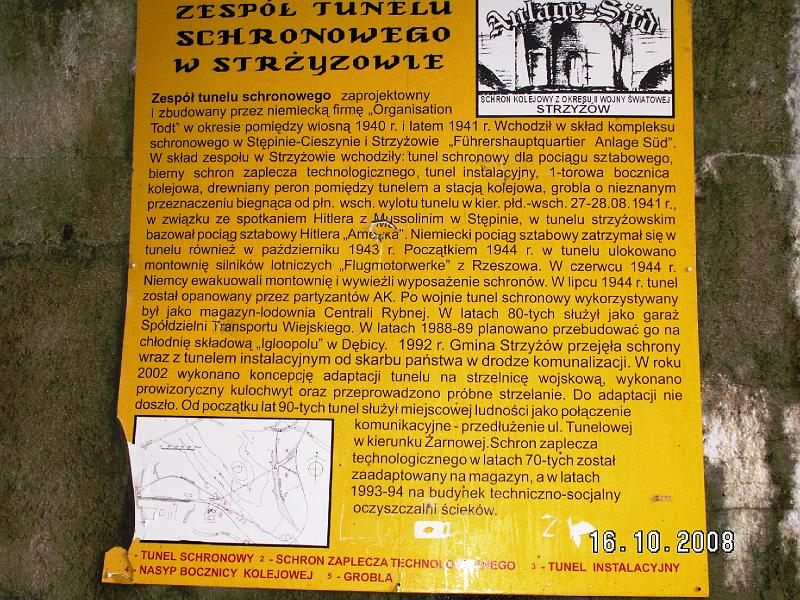 ZESPÓŁ TUNELU
SCHRONOWEGO
W STRŻYZOWIE
Anlage Süd
SCHRON KOLEJOWY Z OKRESU II WOJNY ŚWIATOWEJ
STRZYŻÓW
Zespół tunelu schronowego zaprojektowny
i zbudowany przez niemiecką firmę „Organisation
Todt” w okresie pomiędzy wiosną 1940 r. i latem 1941 r. Wchodził w skład kompleksu
schronowego w Stępinie-Cieszynie i Strzyżowie „Führershauptquartier Anlage Süd”.
W skład zespołu w Strzyżowie wchodziły: tunel schronowy dla pociągu sztabowego,
bierny schron zaplecza technologicznego, tunel instalacyjny, 1-torowa bocznica
kolejowa, drewniany peron pomiędzy tunelem a stacją kolejowa, grobla o nieznanym
przeznaczeniu biegnąca od płn. wsch. wylotu tunelu w kier. płd.-wsch. 27-28.08.1941 r.,
w związku ze spotkaniem Hitlera z Mussolinim w Stępinie, w tunelu strzyżowskim
bazował pociąg sztabowy Hitlera „Ameryka”. Niemiecki pociąg sztabowy zatrzymał się w
tunelu również w październiku 1943 r. Początkiem 1944 r. w tunelu ulokowano
montownię silników lotniczych „Flugmotorwerke” z Rzeszowa. W czerwcu 1944 r.
Niemcy ewakuowali montownię i wywieźli wyposażenie schronów. W lipcu 1944 r. tunel
został opanowany przez partyzantów AK. Po wojnie tunel schronowy wykorzystywany
był jako magazyn-lodownia Centrali Rybnej. W latach 80-tych służył jako garaż
Spółdzielni Transportu Wiejskiego. W latach 1988-89 planowano przebudować go na
chłodnię składową „Igloopolu” w Dębicy. 1992 r. Gmina Strzyżów przejęła schrony
wraz z tunelem instalacyjnym od skarbu państwa w drodze komunalizacji. W roku
2002 wykonano koncepcję adaptacji tunelu na strzelnicę wojskową, wykonano
prowizoryczny kulochwyt oraz przeprowadzono próbne strzelanie. Do adaptacji nie
doszło. Od początku lat 90-tych tunel służył miejscowej ludności jako połączenie
komunikacyjne - przedłużenie ul. Tunelowej
w kierunku Żarnowej.Schron zaplecza
technologicznego w latach 70-tych został
zaadaptowany na magazyn, a w latach
1993-94 na budynek techniczno-socjalny
oczyszczalni ścieków.
- TUNEL SCHRONOWY 2 - SCHRON ZAPLECZA TECHNOLOGICZNEGO 3 - TUNEL INSTALACYJNY
4 - NASYP BOCZNICY KOLEJOWEJ 5 - GROBLA
16.10.2008